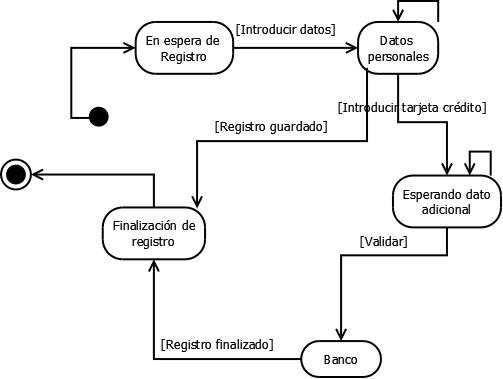 [Introducir datos]
En espera de
Registro
Datos
personales
[Introducir tarjeta crédito]
[Registro guardado]
Esperando dato
adicional
Finalización de
registro
[Validar]
[Registro finalizado]
Banco